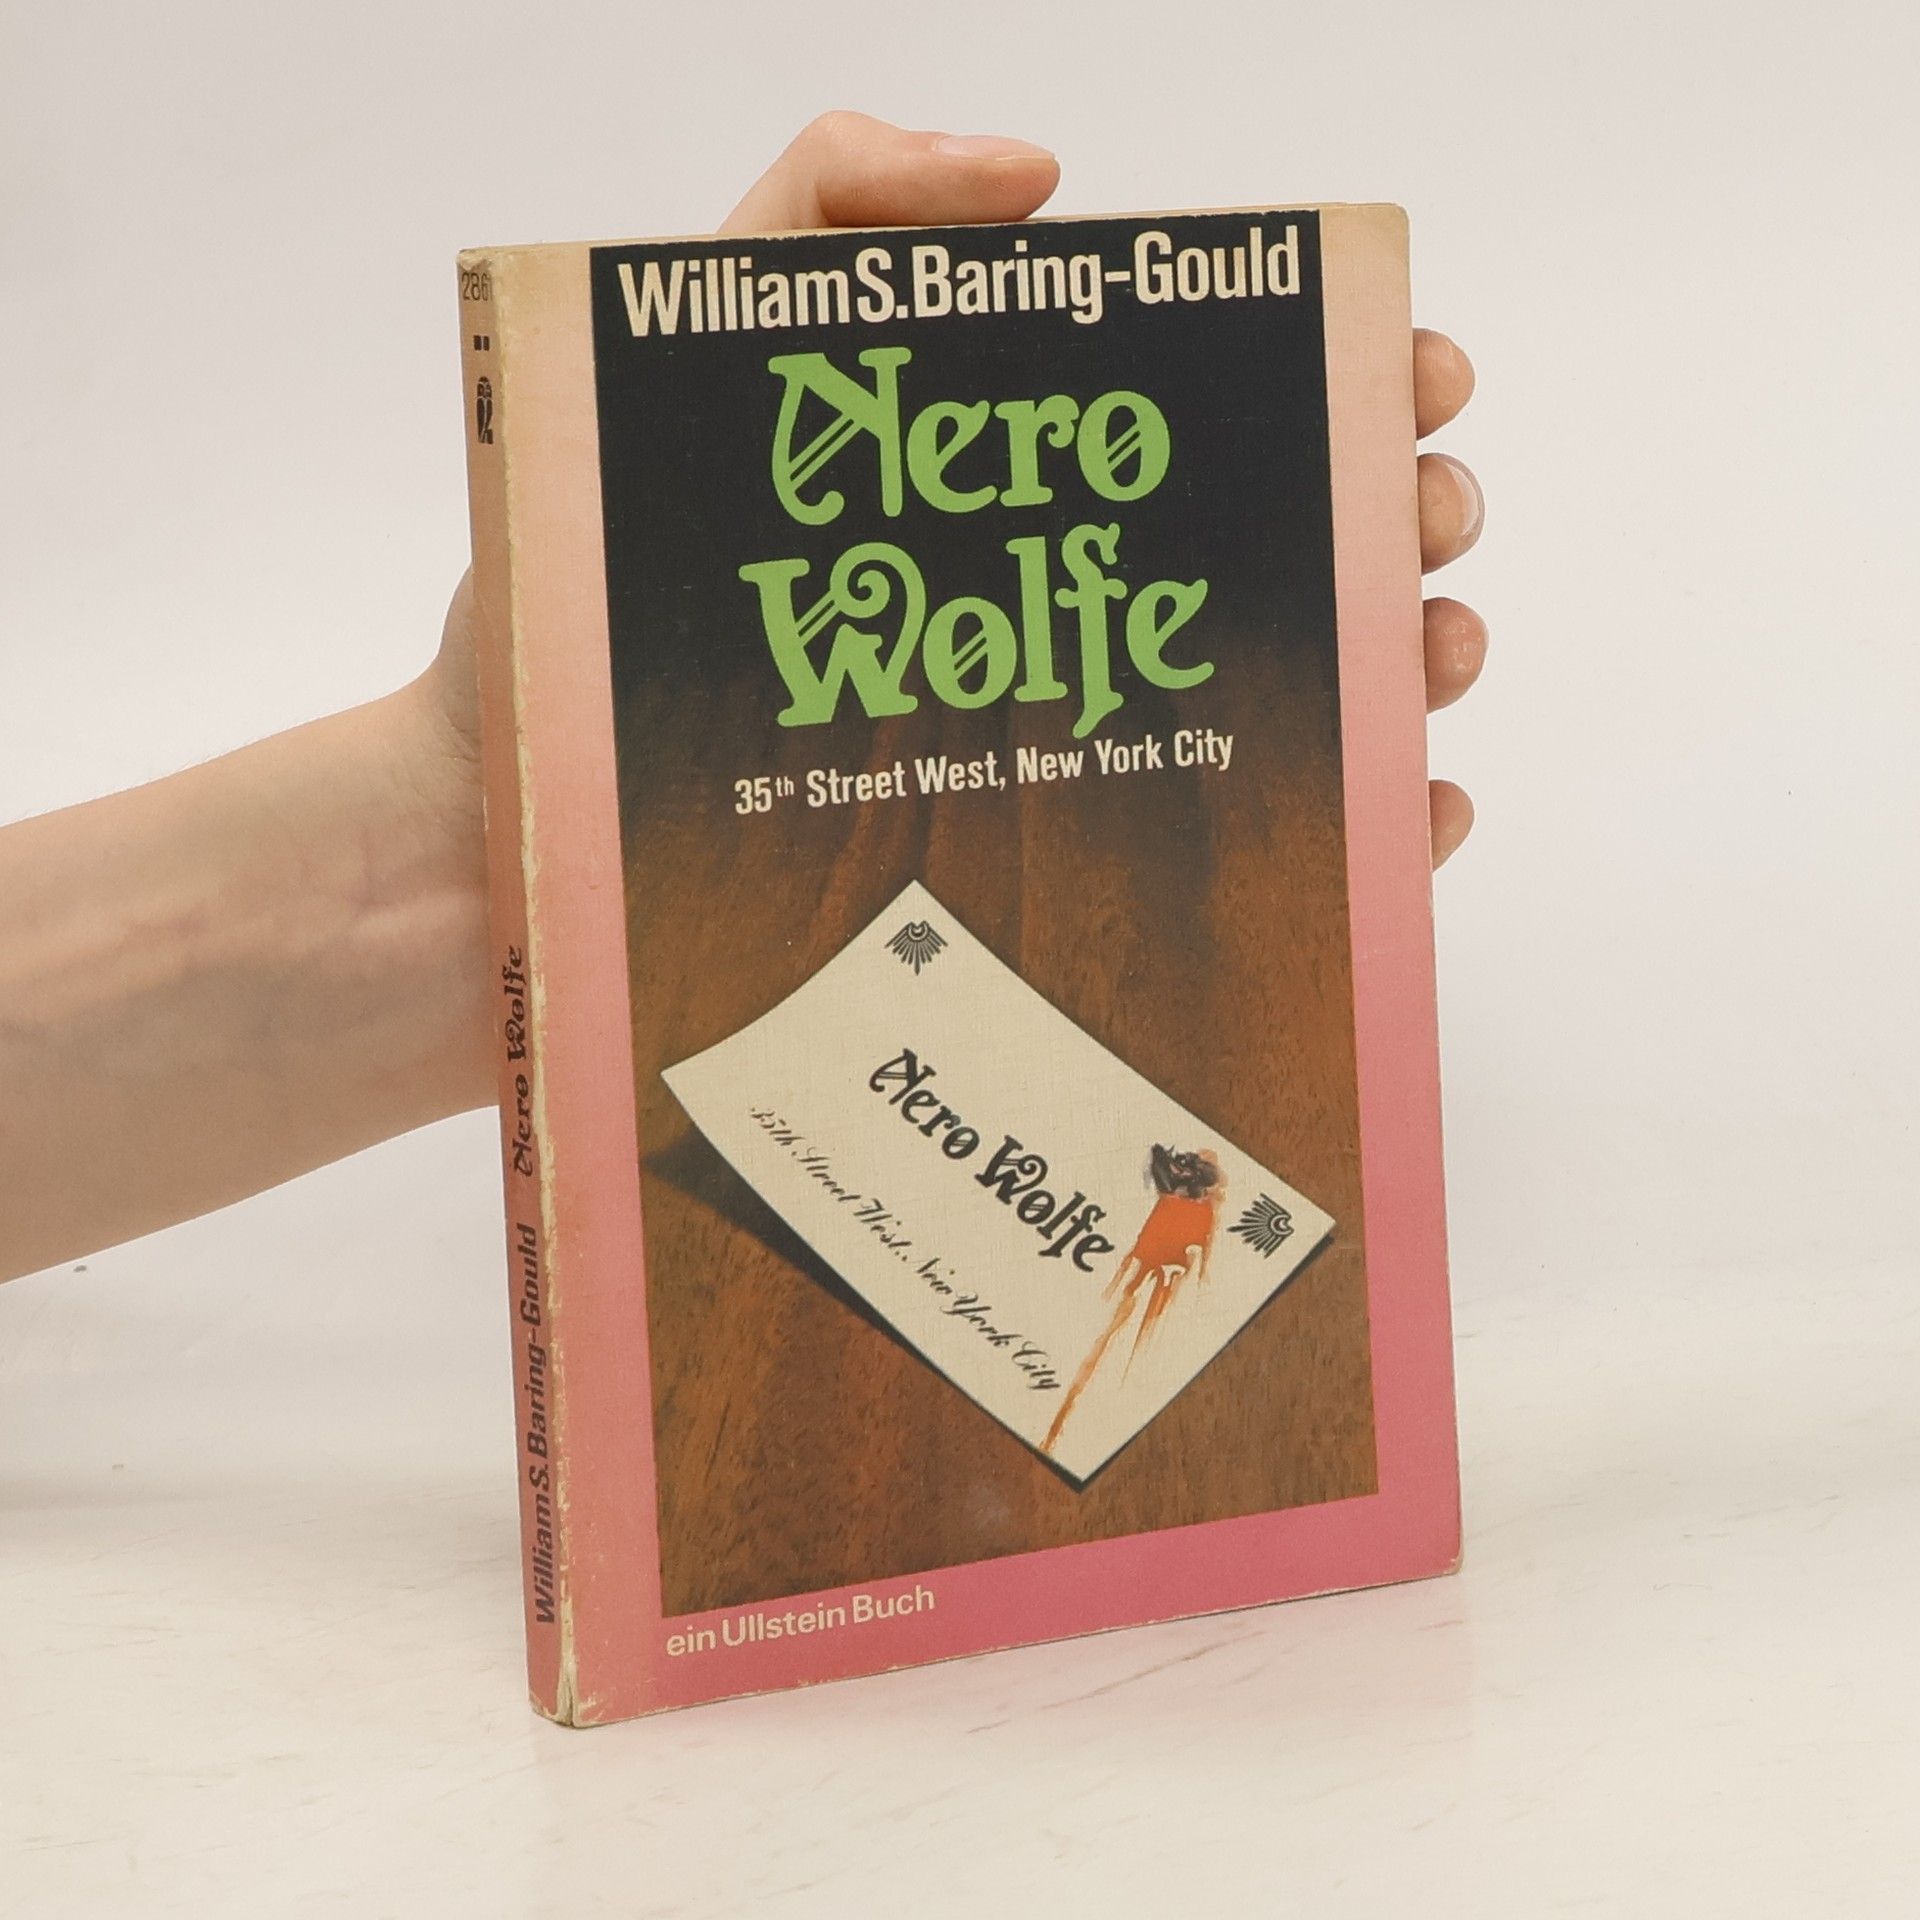 William S. Baring-Gould
Nero
Wolfe
35th Street West, New York City
Nero Wolfe
35th Street West, New York City
ein Ullstein Buch
William S. Baring-Gould Nero Wolfe